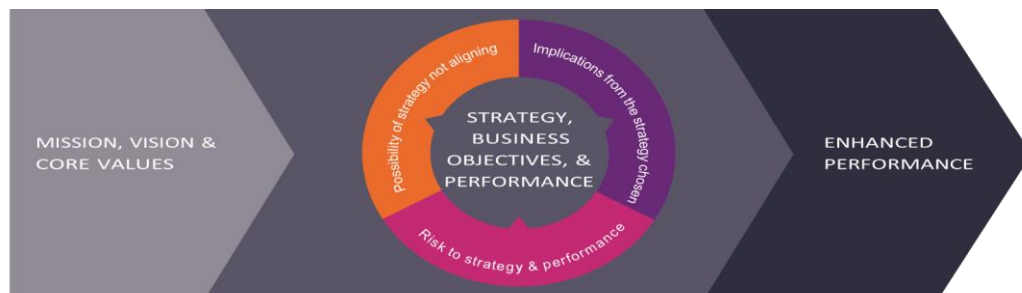 MISSION, VISION &
CORE VALUES
Possibility of strategy not aligning
Implications from the strategy chosen
Risk to strategy & performance
STRATEGY,
BUSINESS
OBJECTIVES, &
PERFORMANCE
ENHANCED
PERFORMANCE